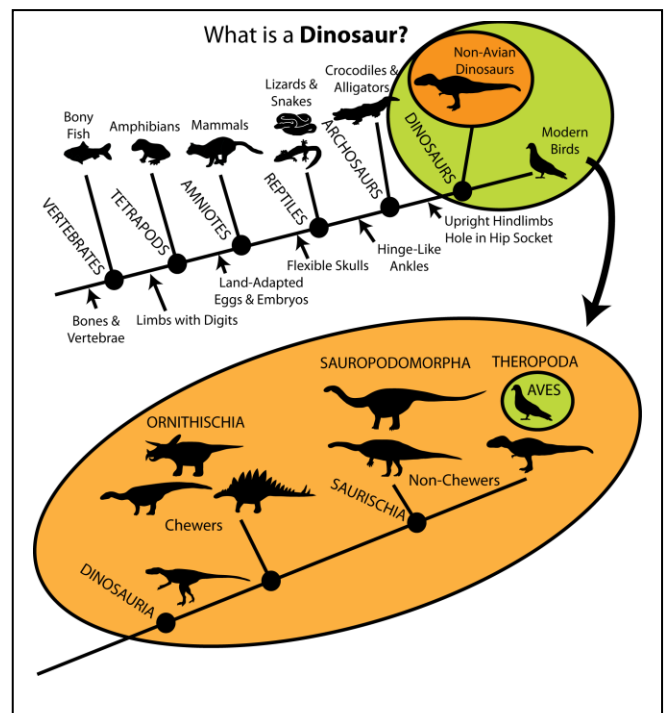 What is a Dinosaur?
Non-Avian
Dinosaurs
Crocodiles &
Alligators
Lizards &
Snakes
Bony
Fish
Amphibians
Mammals
Modern
Birds
VERTEBRATES
TETRAPODS
AMNIOTES
REPTILES
ARCHOSAURS
DINOSAURS
Upright Hindlimbs
Hole in Hip Socket
Hinge-Like
Ankles
Flexible Skulls
Land-Adapted
Eggs & Embryos
Limbs with Digits
Bones &
Vertebrae
SAUROPODOMORPHA
THEROPODA
AVES
ORNITHISCHIA
Non-Chewers
SAURISCHIA
Chewers
DINOSAURIA